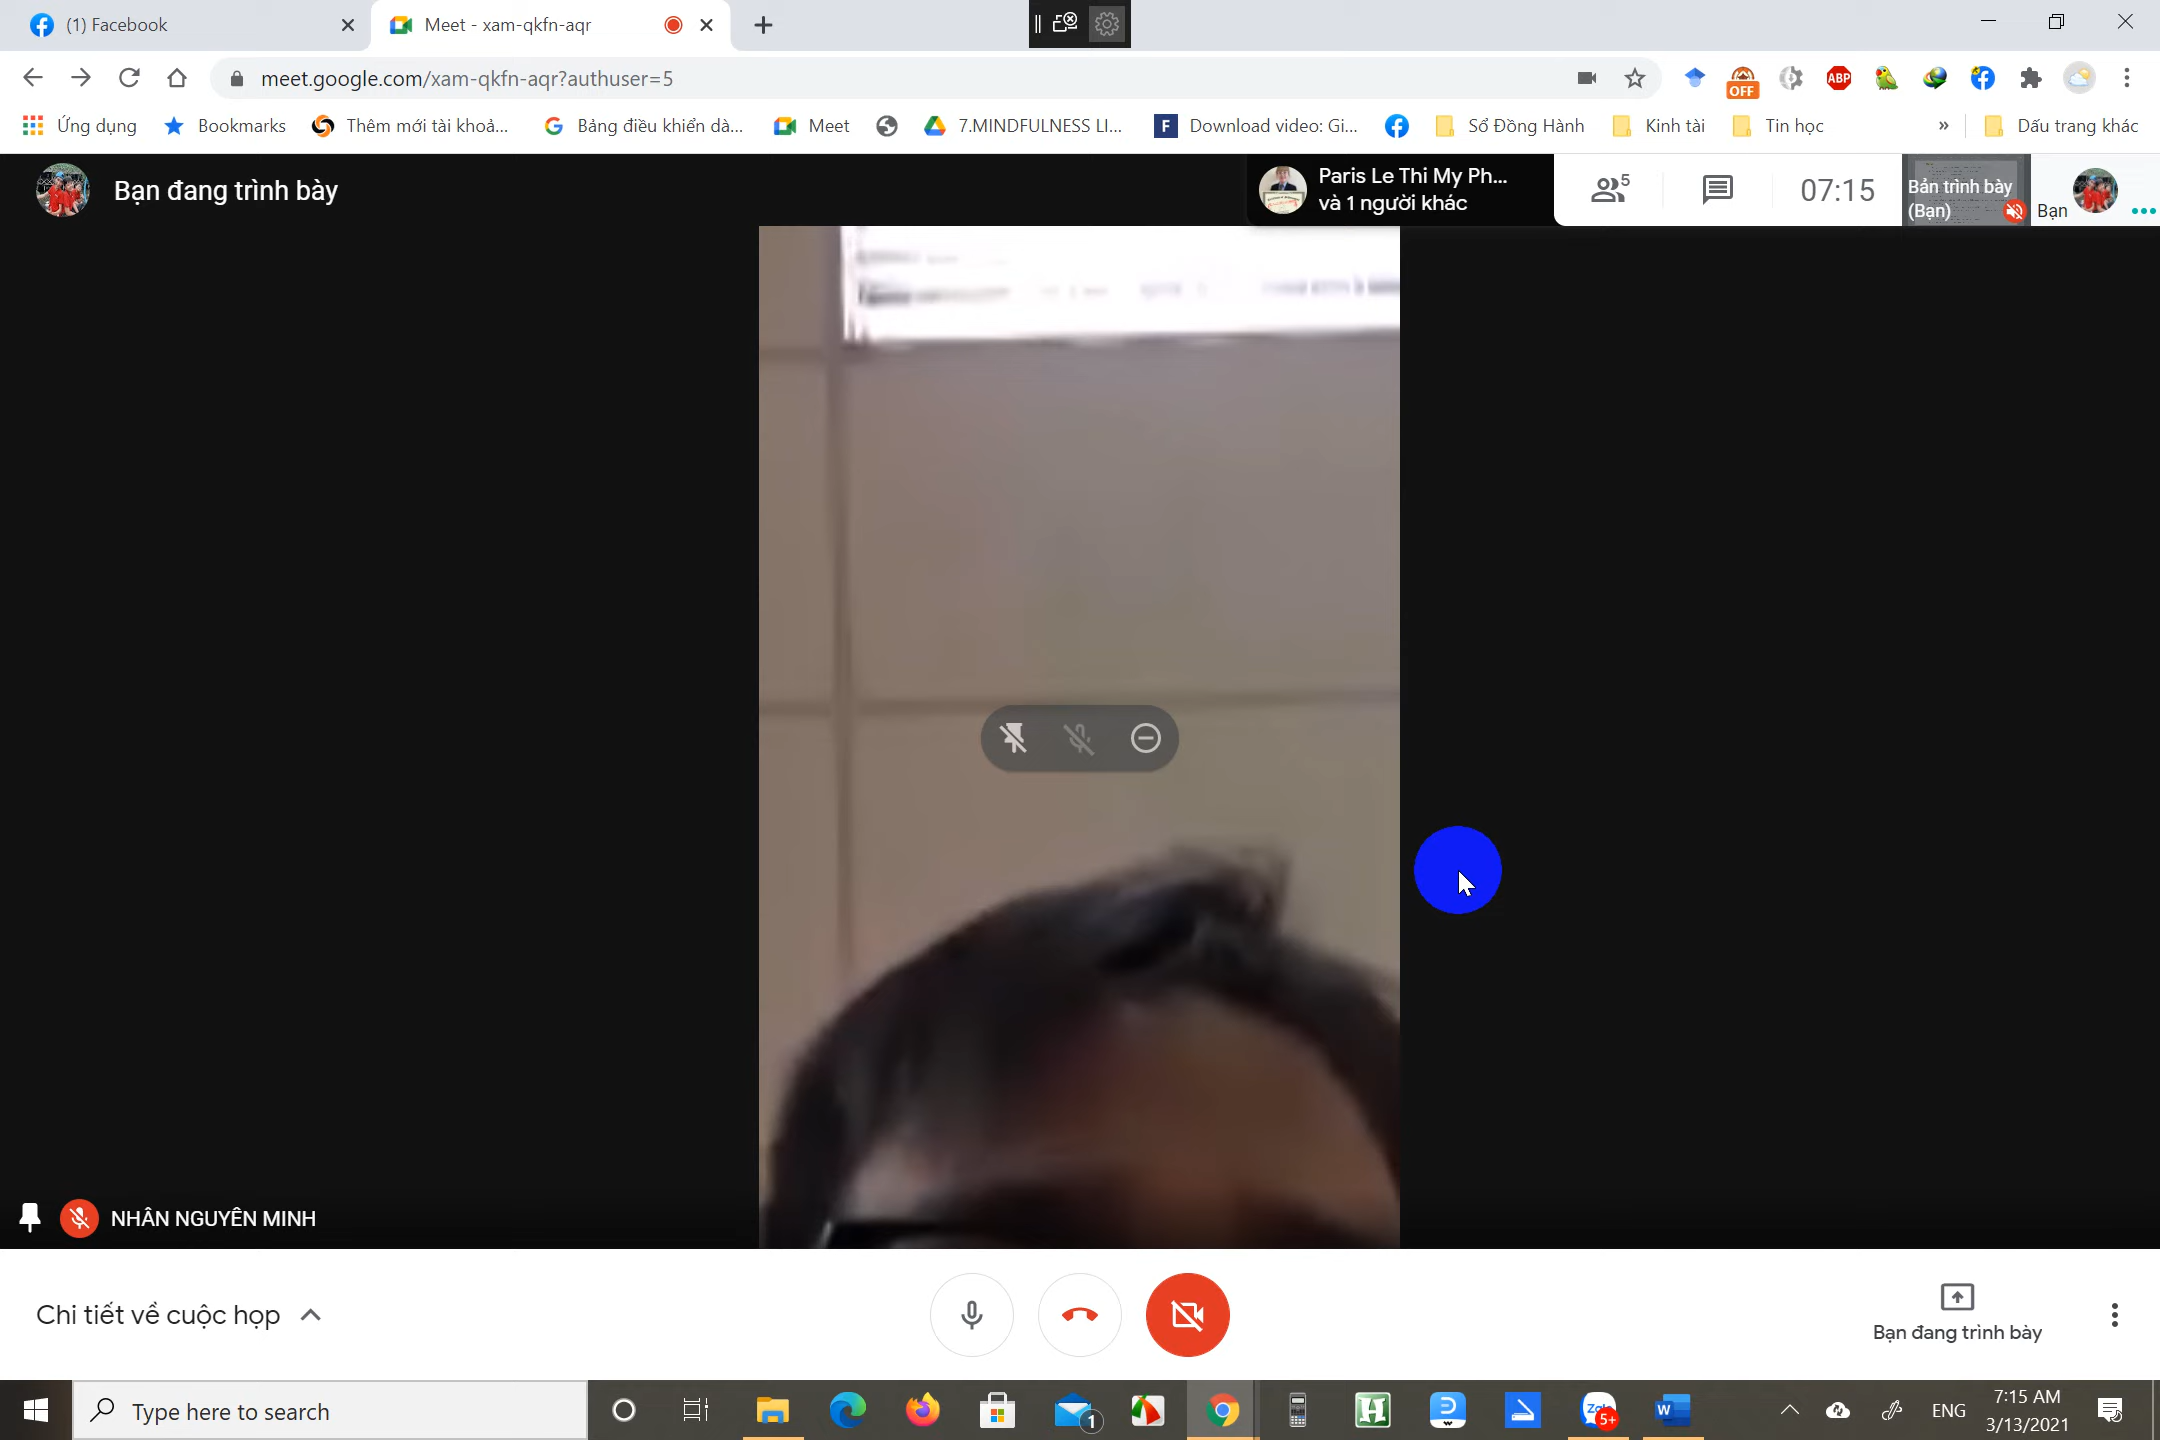 (1) Facebook
Meet - xam-qkfn-aqr
meet.google.com/xam-qkfn-aqr?authuser=5
OFF
ABP
Ứng dụng
Bookmarks
Thêm mới tài khoả...
Bảng điều khiển dà...
Meet
7.MINDFULNESS LI...
F
Download video: Gi...
Sổ Đồng Hành
Kinh tài
Tin học
»
Dấu trang khác
Bạn đang trình bày
Paris Le Thi My Ph...
và 1 người khác
5
07:15
Bản trình bày
(Bạn)
Bạn
NHÂN NGUYÊN MINH
Chi tiết về cuộc họp
Bạn đang trình bày
Type here to search
1
Zalo
5+
W
ENG
7:15 AM
3/13/2021